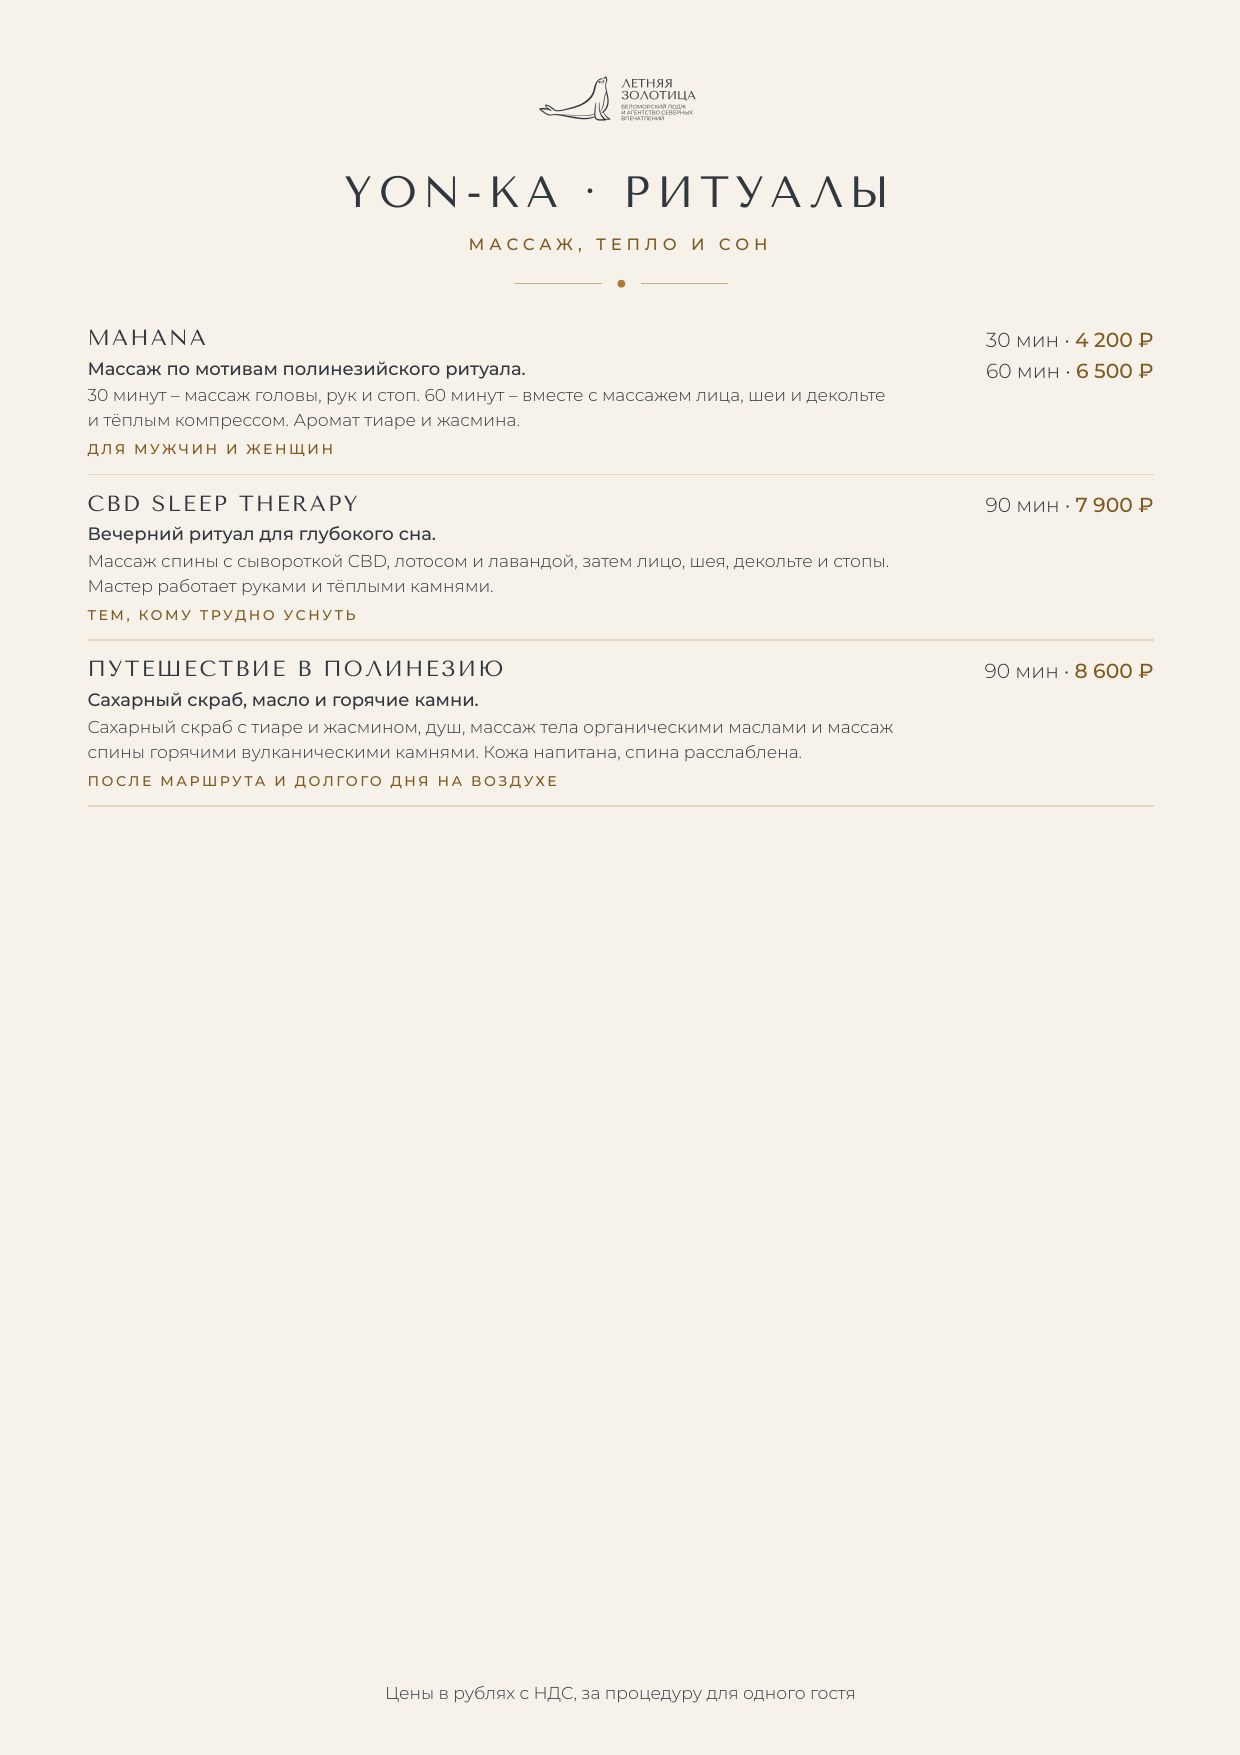 ЛЕТНЯЯ
ЗОЛОТИЦА
БЕЛОМОРСКИЙ ЛОДЖ
И АГЕНТСТВО СЕВЕРНЫХ
ВПЕЧАТЛЕНИЙ
YON-KA · РИТУАЛЫ
МАССАЖ, ТЕПЛО И СОН
MAHANA
30 мин · 4 200 ₽
Массаж по мотивам полинезийского ритуала.
60 мин · 6 500 ₽
30 минут – массаж головы, рук и стоп. 60 минут – вместе с массажем лица, шеи и декольте
и тёплым компрессом. Аромат тиаре и жасмина.
ДЛЯ МУЖЧИН И ЖЕНЩИН
CBD SLEEP THERAPY
90 мин · 7 900 ₽
Вечерний ритуал для глубокого сна.
Массаж спины с сывороткой CBD, лотосом и лавандой, затем лицо, шея, декольте и стопы.
Мастер работает руками и тёплыми камнями.
ТЕМ, КОМУ ТРУДНО УСНУТЬ
ПУТЕШЕСТВИЕ В ПОЛИНЕЗИЮ
90 мин · 8 600 ₽
Сахарный скраб, масло и горячие камни.
Сахарный скраб с тиаре и жасмином, душ, массаж тела органическими маслами и массаж
спины горячими вулканическими камнями. Кожа напитана, спина расслаблена.
ПОСЛЕ МАРШРУТА И ДОЛГОГО ДНЯ НА ВОЗДУХЕ
Цены в рублях с НДС, за процедуру для одного гостя